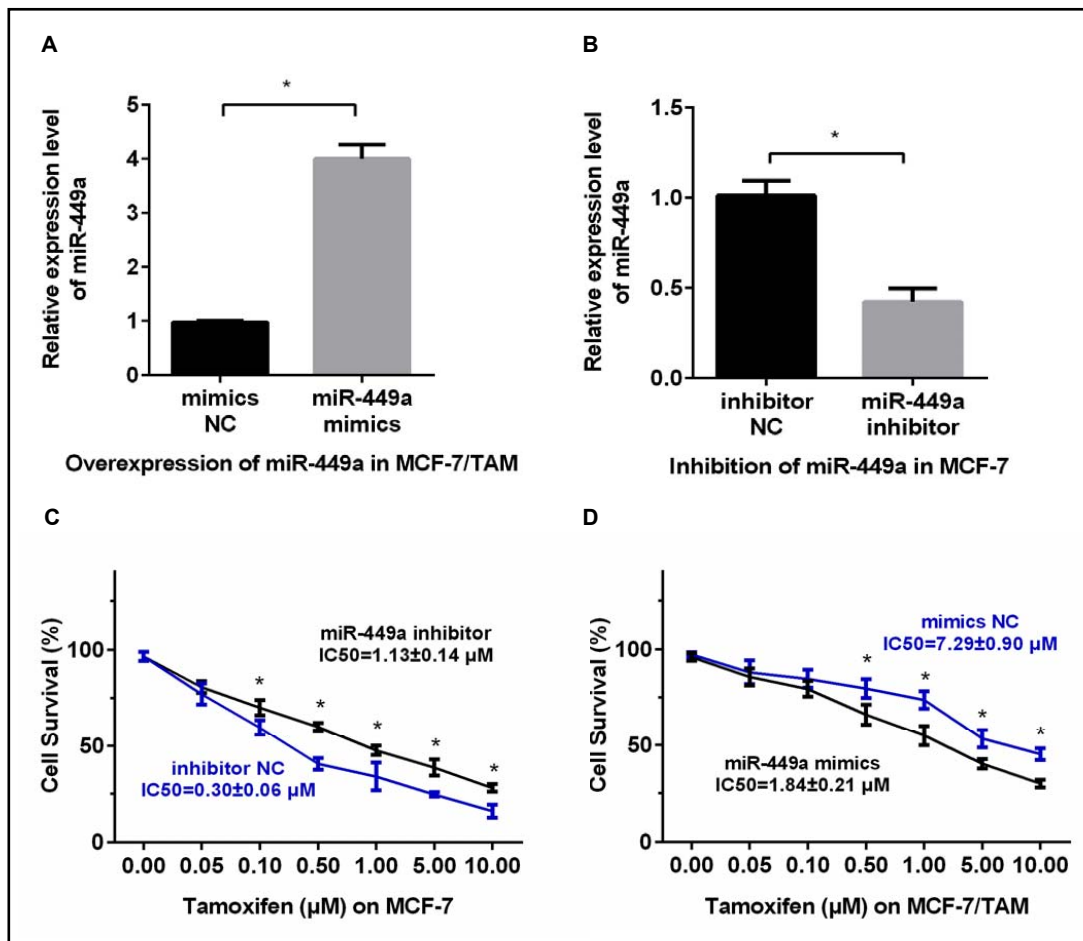 A
*
Relative expression level
of miR-449a
5
4
3
2
1
0
mimics
NC
miR-449a
mimics
Overexpression of miR-449a in MCF-7/TAM
B
*
Relative expression level
of miR-449a
1.5
1.0
0.5
0.0
inhibitor
NC
miR-449a
inhibitor
Inhibition of miR-449a in MCF-7
C
Cell Survival (%)
100
50
0
miR-449a inhibitor
IC50=1.13±0.14 µM
* * * * *
inhibitor NC
IC50=0.30±0.06 µM
0.00 0.05 0.10 0.50 1.00 5.00 10.00
Tamoxifen (µM) on MCF-7
D
Cell Survival (%)
100
50
0
mimics NC
IC50=7.29±0.90 µM
* * * *
miR-449a mimics
IC50=1.84±0.21 µM
0.00 0.05 0.10 0.50 1.00 5.00 10.00
Tamoxifen (µM) on MCF-7/TAM